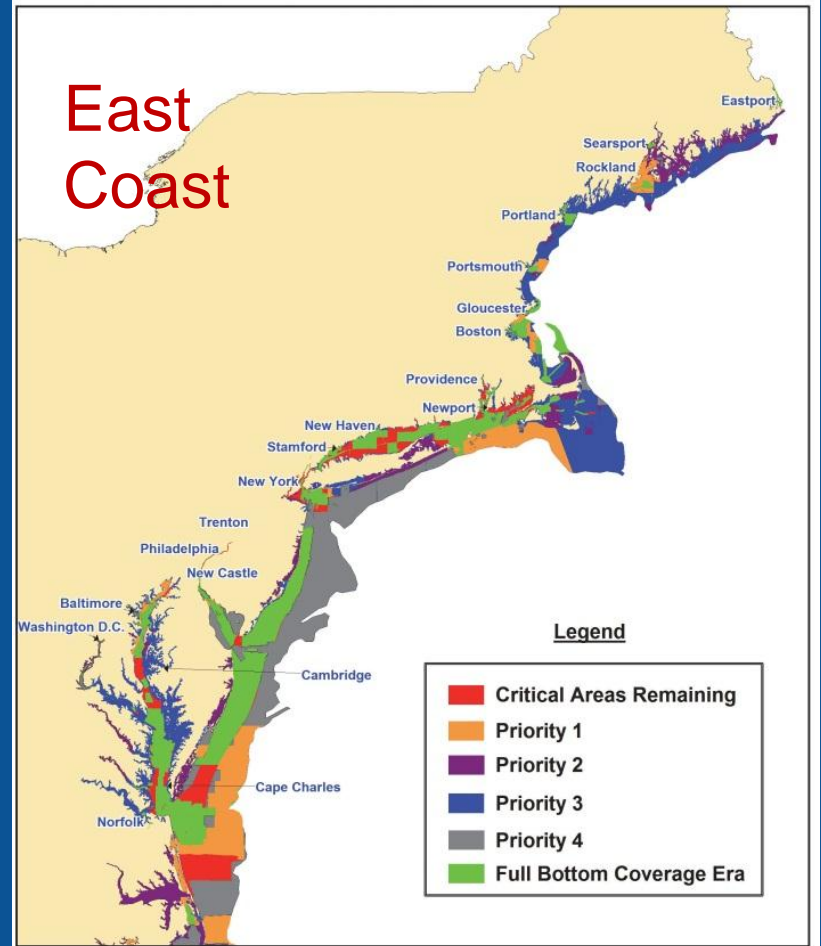 East
Coast
Eastport
Searsport
Rockland
Portland
Portsmouth
Gloucester
Boston
Providence
Newport
New Haven
Stamford
New York
Trenton
Philadelphia
New Castle
Baltimore
Washington D.C.
Cambridge
Cape Charles
Norfolk
Legend
Critical Areas Remaining
Priority 1
Priority 2
Priority 3
Priority 4
Full Bottom Coverage Era